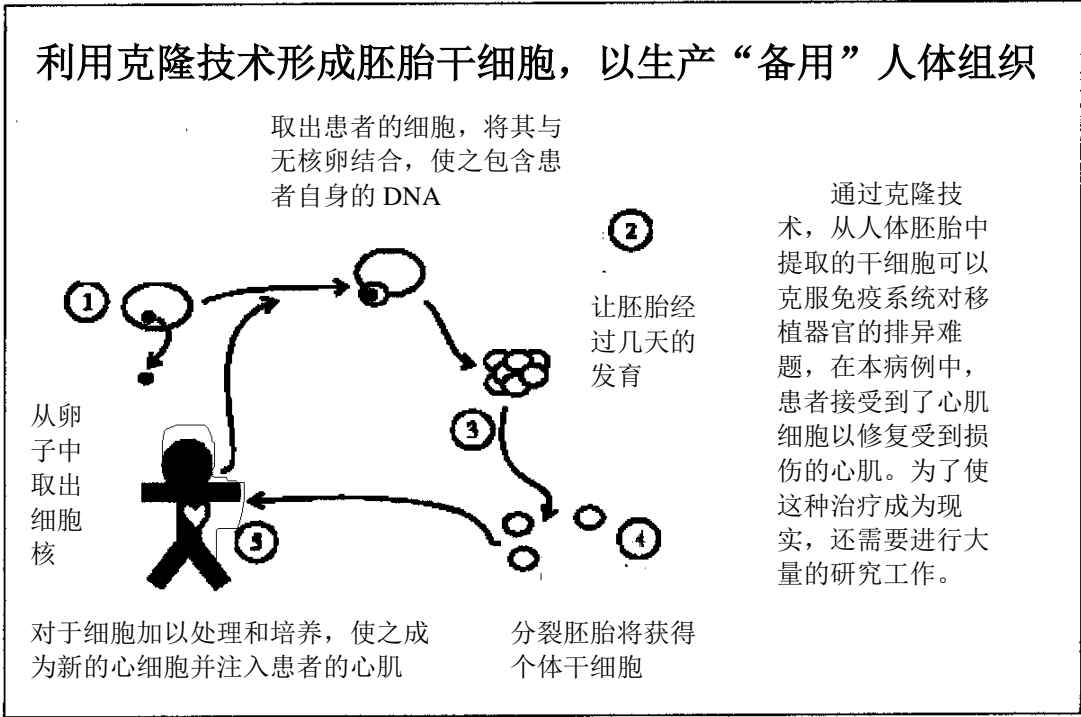 利用克隆技术形成胚胎干细胞，以生产“备用”人体组织
取出患者的细胞，将其与
无核卵结合，使之包含患
者自身的 DNA
①
②
让胚胎经
过几天的
发育
从卵
子中
取出
细胞
核
③
④
⑤
对于细胞加以处理和培养，使之成
为新的心细胞并注入患者的心肌
分裂胚胎将获得
个体干细胞
通过克隆技
术，从人体胚胎中
提取的干细胞可以
克服免疫系统对移
植器官的排异难
题，在本病例中，
患者接受到了心肌
细胞以修复受到损
伤的心肌。为了使
这种治疗成为现
实，还需要进行大
量的研究工作。